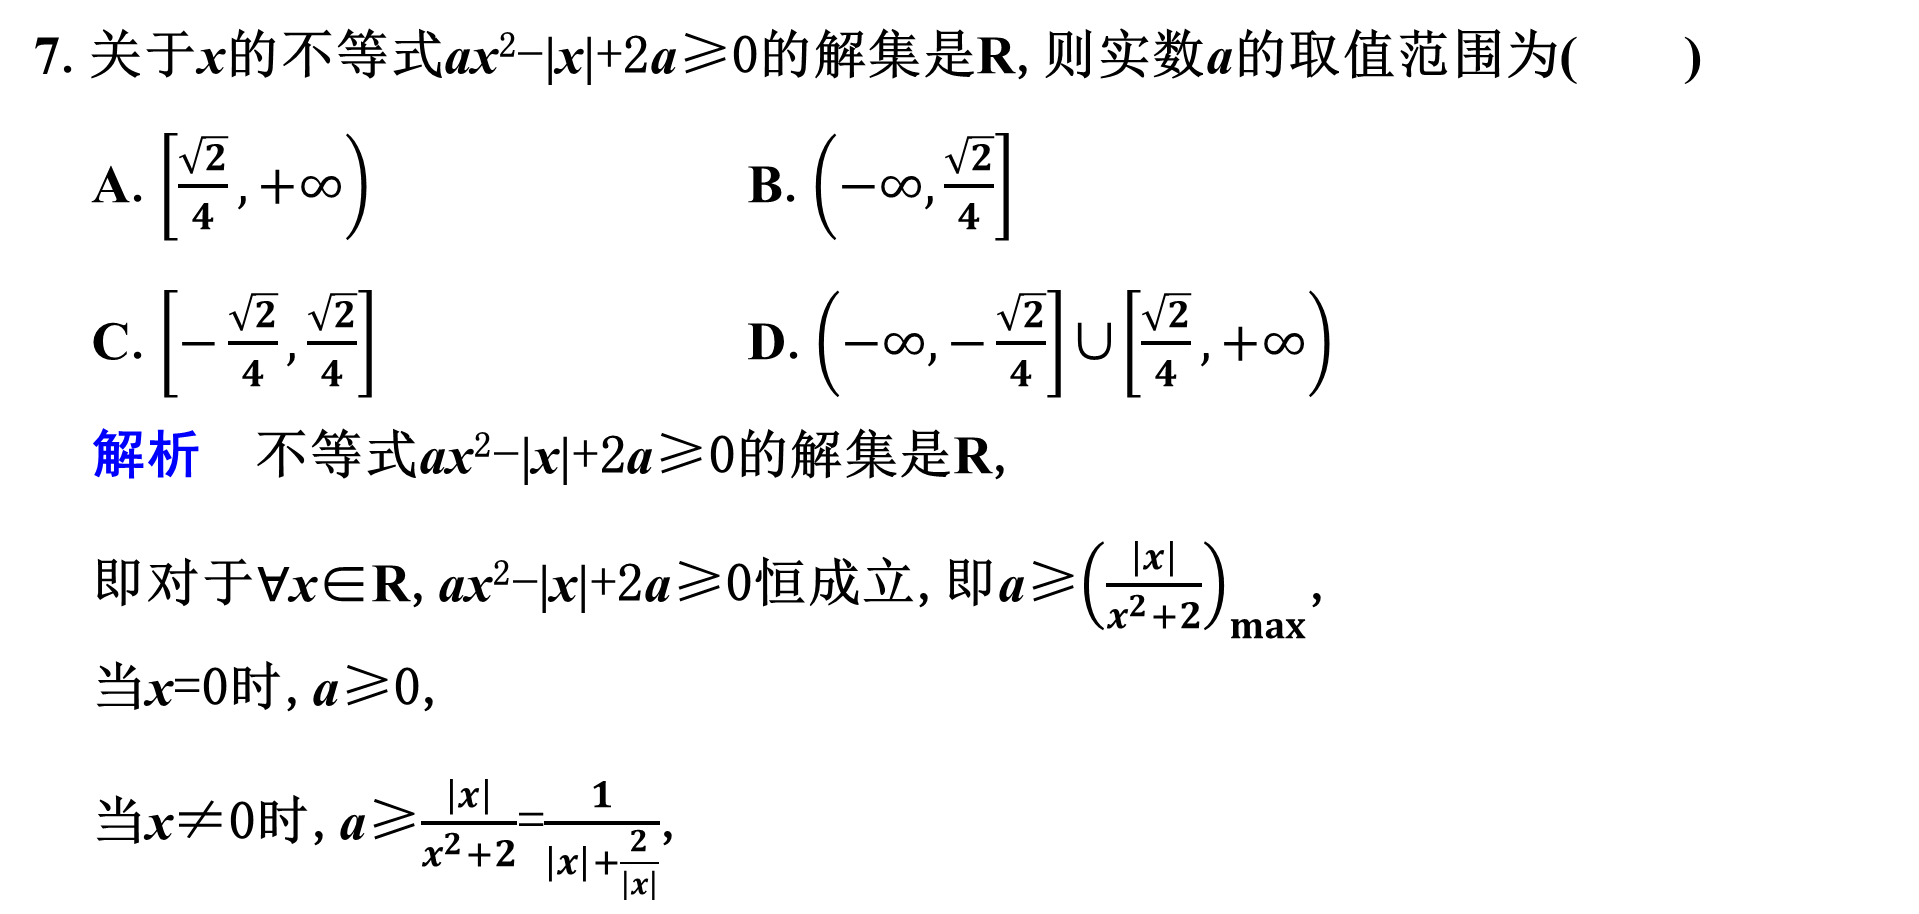 7. 关于x的不等式ax²-|x|+2a≥0的解集是R, 则实数a的取值范围为(  )
A. [√2/4, +∞)  B. (-∞, √2/4]
C. [-√2/4, √2/4]  D. (-∞, -√2/4]∪[√2/4, +∞)
解析 不等式ax²-|x|+2a≥0的解集是R,
即对于∀x∈R, ax²-|x|+2a≥0恒成立, 即a≥(|x|/(x²+2))max,
当x=0时, a≥0,
当x≠0时, a≥|x|/(x²+2)=1/(|x|+2/|x|),